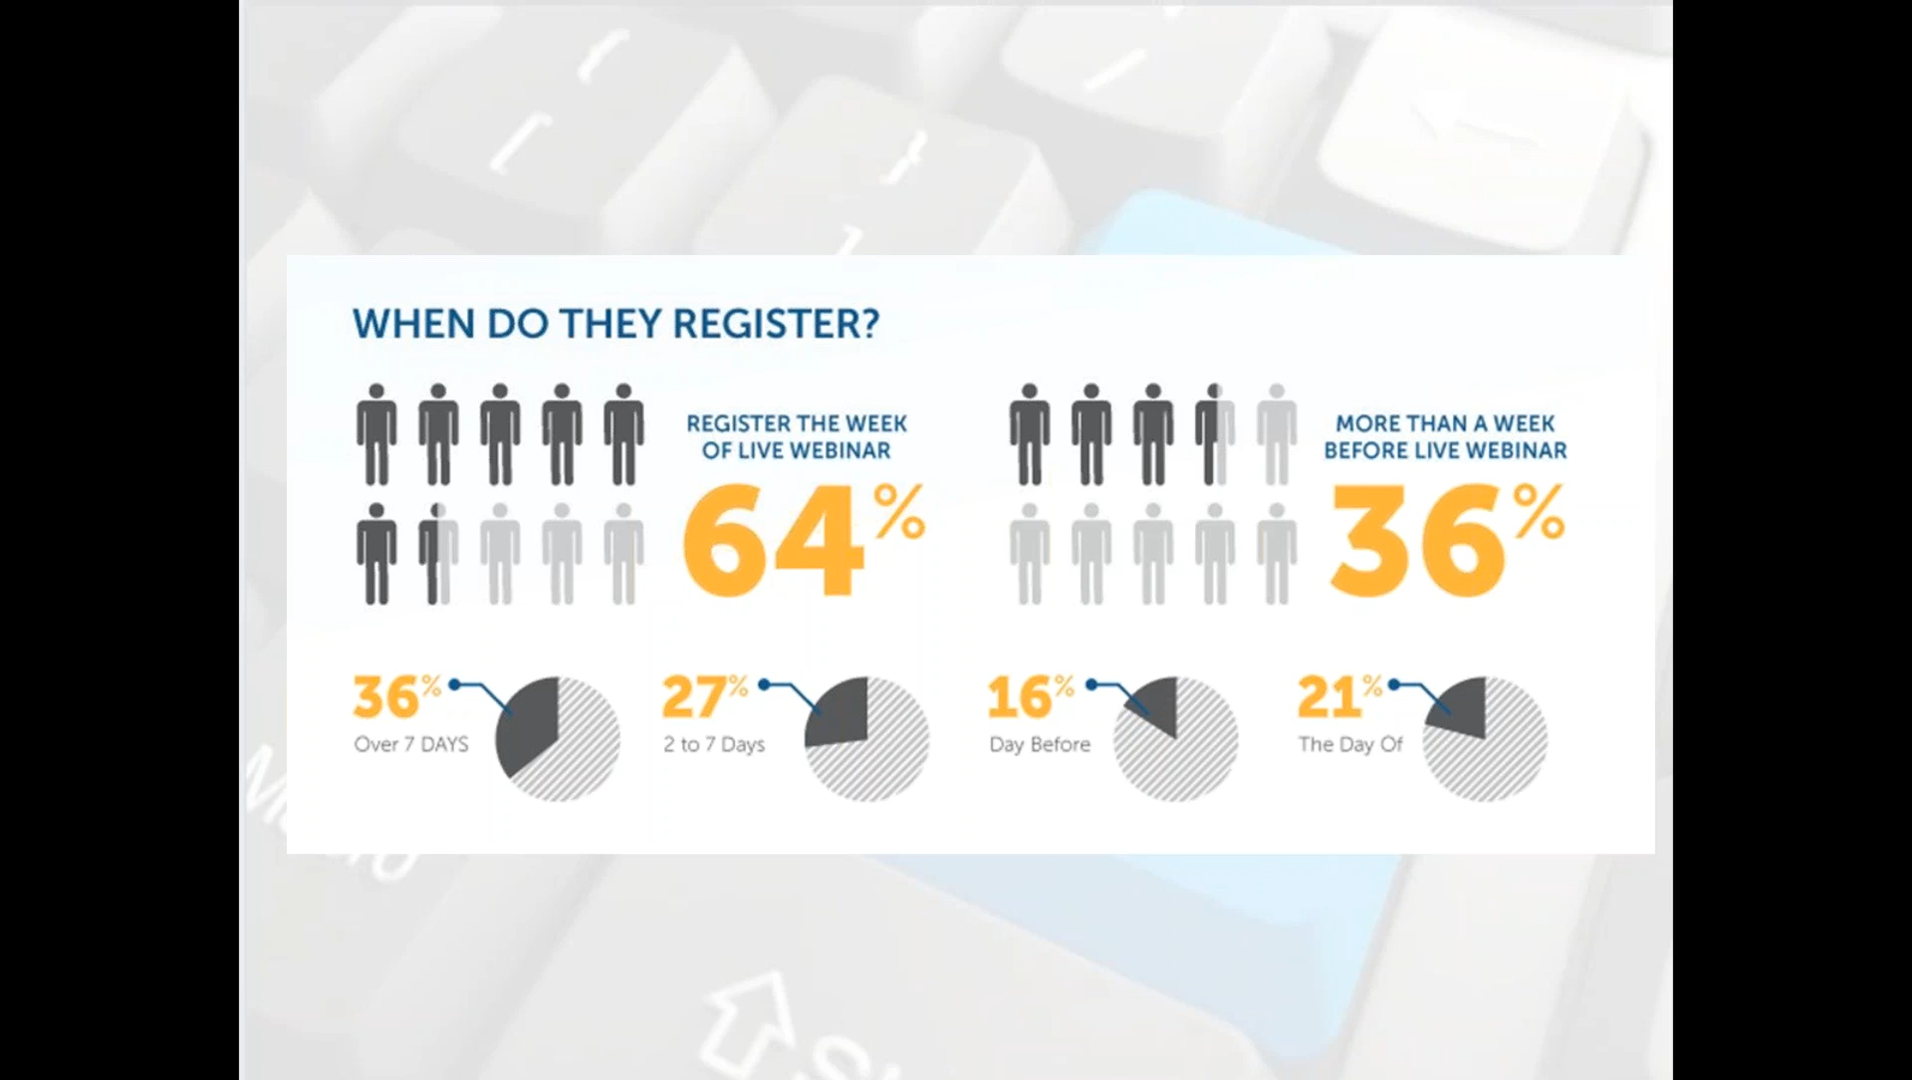 WHEN DO THEY REGISTER?
REGISTER THE WEEK
OF LIVE WEBINAR
64%
MORE THAN A WEEK
BEFORE LIVE WEBINAR
36%
36%
Over 7 DAYS
27%
2 to 7 Days
16%
Day Before
21%
The Day Of